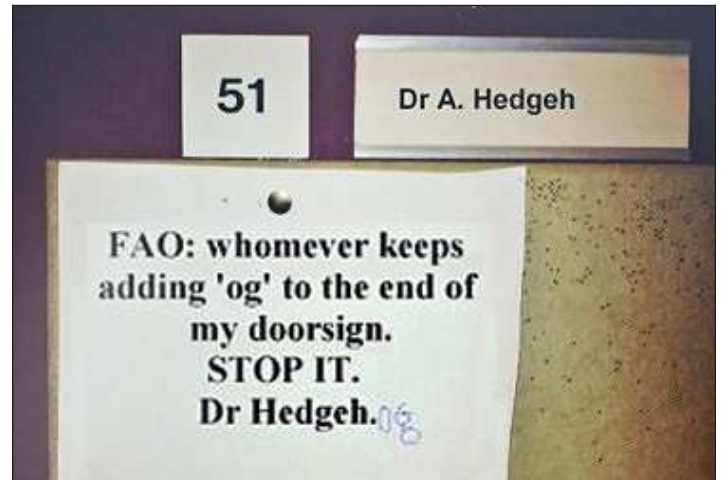 51
Dr A. Hedgeh
FAO: whomever keeps
adding 'og' to the end of
my doorsign.
STOP IT.
Dr Hedgeh.og